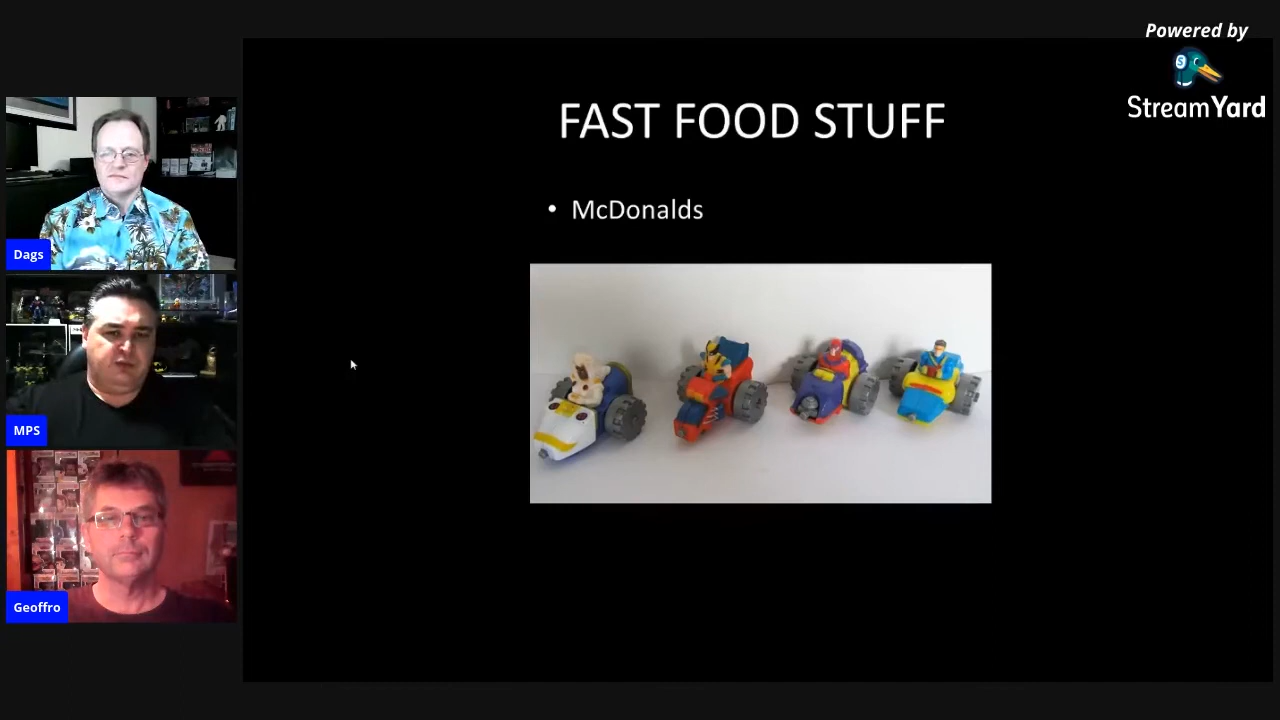 Powered by
StreamYard
FAST FOOD STUFF
• McDonalds
Dags
MPS
Geoffro